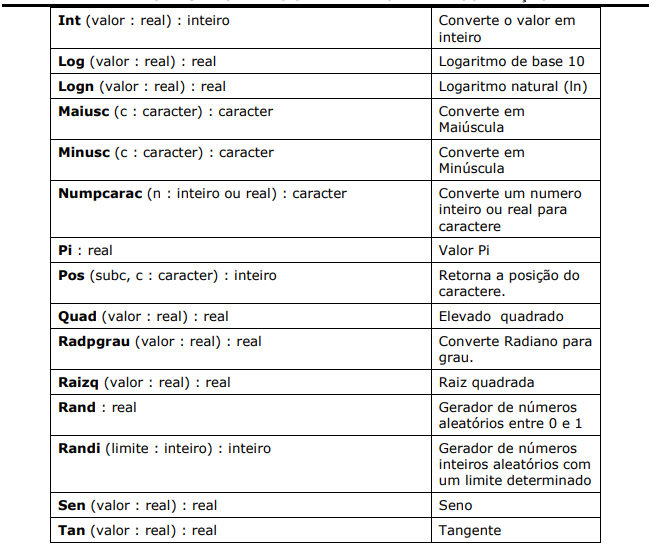 Int (valor : real) : inteiro
Converte o valor em
inteiro
Log (valor : real) : real
Logaritmo de base 10
Logn (valor : real) : real
Logaritmo natural (ln)
Maiusc (c : caracter) : caracter
Converte em
Maiúscula
Minusc (c : caracter) : caracter
Converte em
Minúscula
Numpcarac (n : inteiro ou real) : caracter
Converte um numero
inteiro ou real para
caractere
Pi : real
Valor Pi
Pos (subc, c : caracter) : inteiro
Retorna a posição do
caractere.
Quad (valor : real) : real
Elevado  quadrado
Radpgrau (valor : real) : real
Converte Radiano para
grau.
Raizq (valor : real) : real
Raiz quadrada
Rand : real
Gerador de números
aleatórios entre 0 e 1
Randi (limite : inteiro) : inteiro
Gerador de números
inteiros aleatórios com
um limite determinado
Sen (valor : real) : real
Seno
Tan (valor : real) : real
Tangente